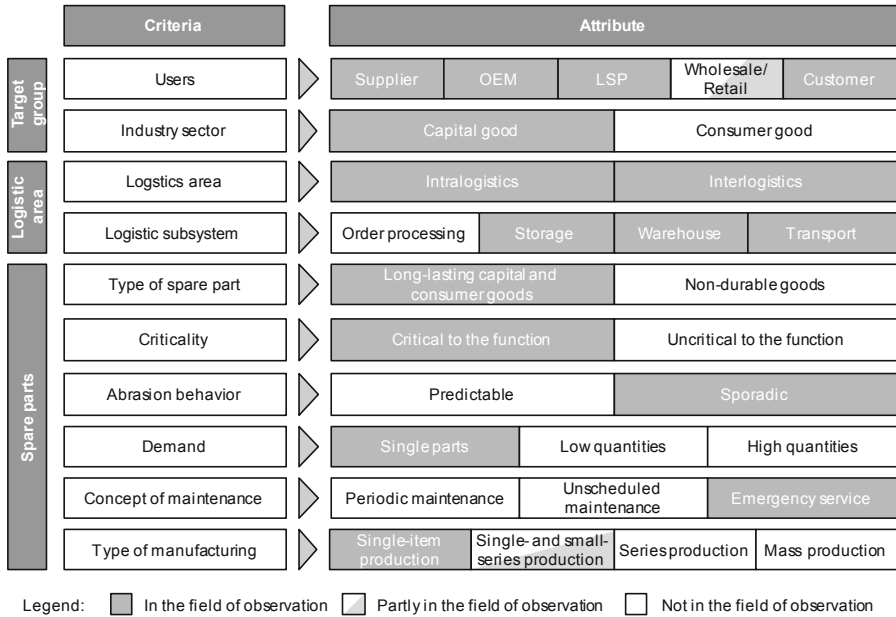 Criteria
Attribute
Target
group
Users
Supplier
OEM
LSP
Wholesale/
Retail
Customer
Industry sector
Capital good
Consumer good
Logistic
area
Logstics area
Intralogistics
Interlogistics
Logistic subsystem
Order processing
Storage
Warehouse
Transport
Spare parts
Type of spare part
Long-lasting capital and
consumer goods
Non-durable goods
Criticality
Critical to the function
Uncritical to the function
Abrasion behavior
Predictable
Sporadic
Demand
Single parts
Low quantities
High quantities
Concept of maintenance
Periodic maintenance
Unscheduled
maintenance
Emergency service
Type of manufacturing
Single-item
production
Single- and small-
series production
Series production
Mass production
Legend:
In the field of observation
Partly in the field of observation
Not in the field of observation